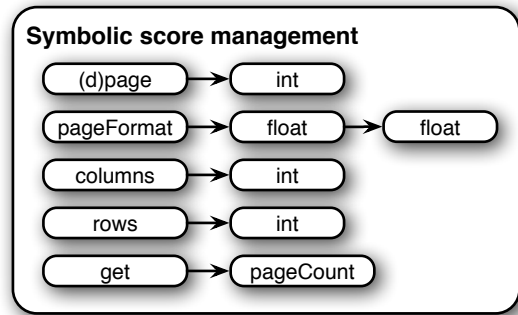 Symbolic score management
(d)page int
pageFormat float float
columns int
rows int
get pageCount